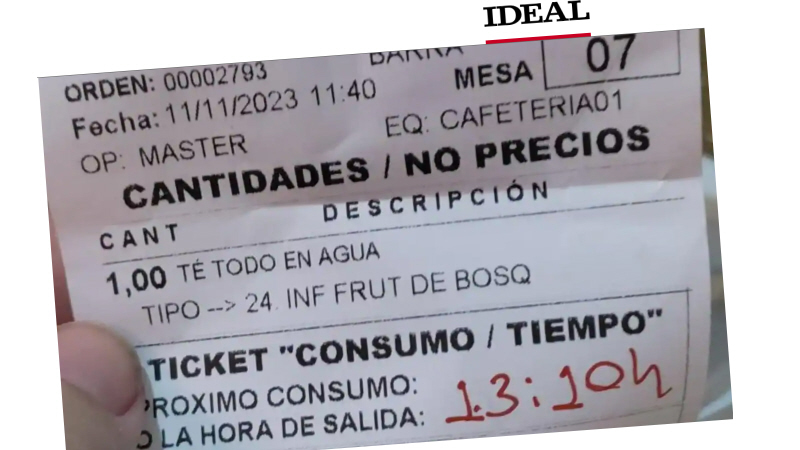 IDEAL
BARRA
ORDEN: 00002793
MESA 07
Fecha: 11/11/2023 11:40
EQ: CAFETERIA01
OP: MASTER
CANTIDADES / NO PRECIOS
CANT DESCRIPCIÓN
1,00 TÉ TODO EN AGUA
TIPO --> 24. INF FRUT DE BOSQ
TICKET "CONSUMO / TIEMPO"
PROXIMO CONSUMO:
O LA HORA DE SALIDA: 13:10h